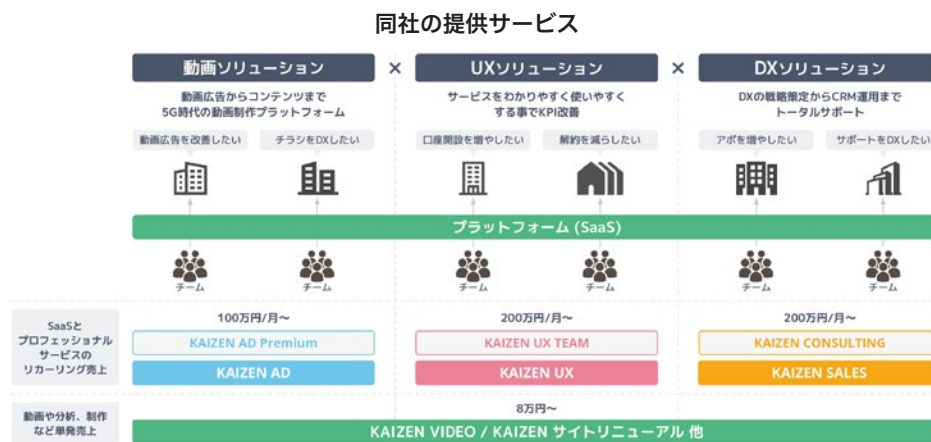 同社の提供サービス
動画ソリューション × UXソリューション × DXソリューション
動画広告からコンテンツまで
5G時代の動画制作プラットフォーム
サービスをわかりやすく使いやすく
する事でKPI改善
DXの戦略策定からCRM運用まで
トータルサポート
動画広告を改善したい チラシをDXしたい 口座開設を増やしたい 解約を減らしたい アポを増やしたい サポートをDXしたい
プラットフォーム (SaaS)
チーム チーム チーム チーム チーム チーム
SaaSと
プロフェッショナル
サービスの
リカーリング売上
100万円/月～ 200万円/月～ 200万円/月～
KAIZEN AD Premium KAIZEN UX TEAM KAIZEN CONSULTING
KAIZEN AD KAIZEN UX KAIZEN SALES
動画や分析、制作
など単発売上
8万円～
KAIZEN VIDEO / KAIZEN サイトリニューアル 他